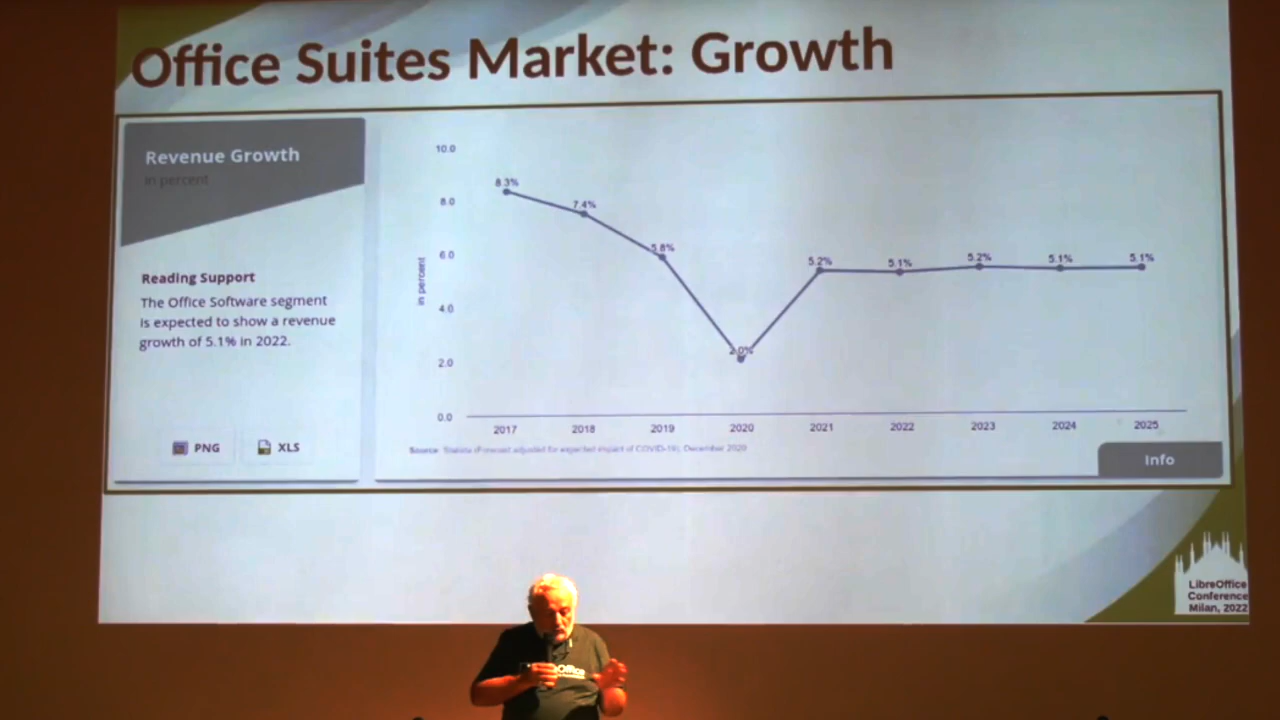 Office Suites Market: Growth
Revenue Growth
in percent
Reading Support
The Office Software segment
is expected to show a revenue
growth of 5.1% in 2022.
PNG
XLS
in percent
10.0
8.0
6.0
4.0
2.0
0.0
8.3%
7.4%
5.8%
2.0%
5.2%
5.1%
5.2%
5.1%
5.1%
2017
2018
2019
2020
2021
2022
2023
2024
2025
Source: Statista (Forecast adjusted for expected impact of COVID-19), December 2020
Info
LibreOffice
Conference
Milan, 2022